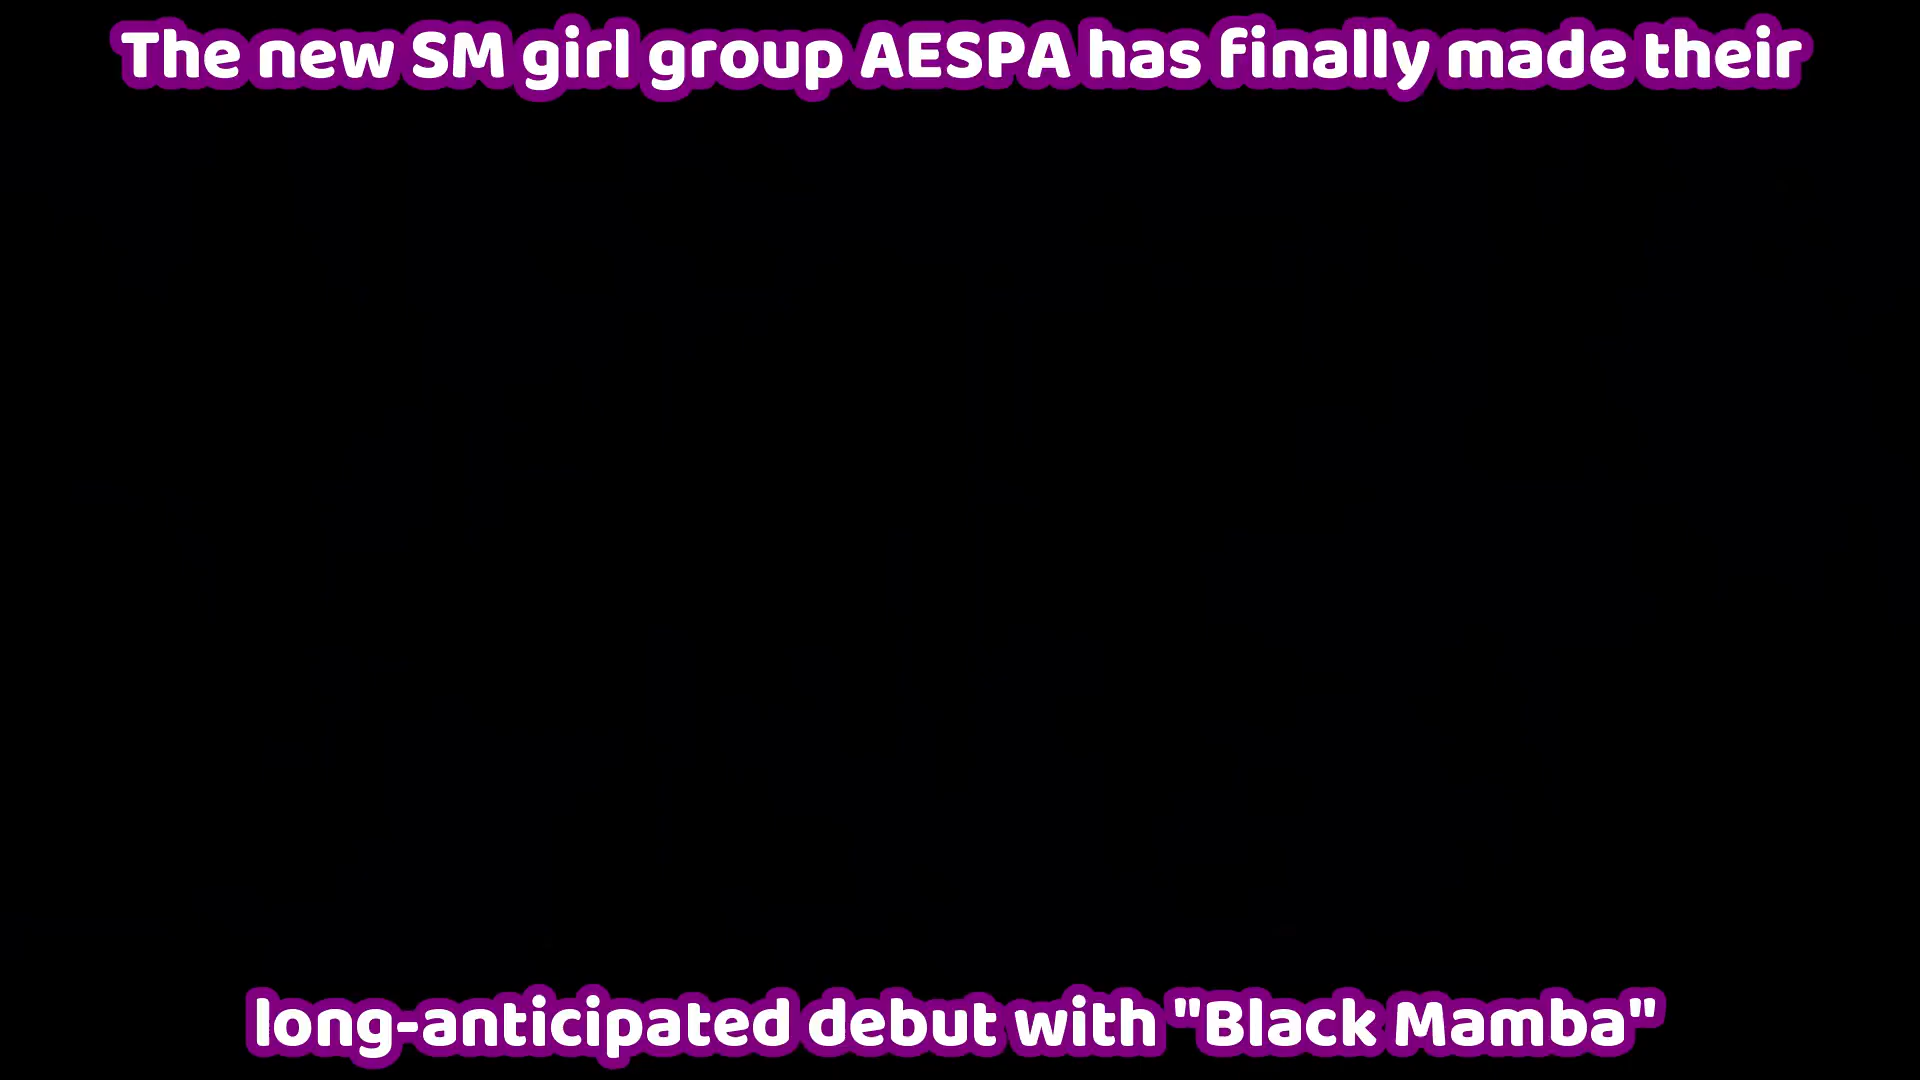 The new SM girl group AESPA has finally made their
long-anticipated debut with "Black Mamba"